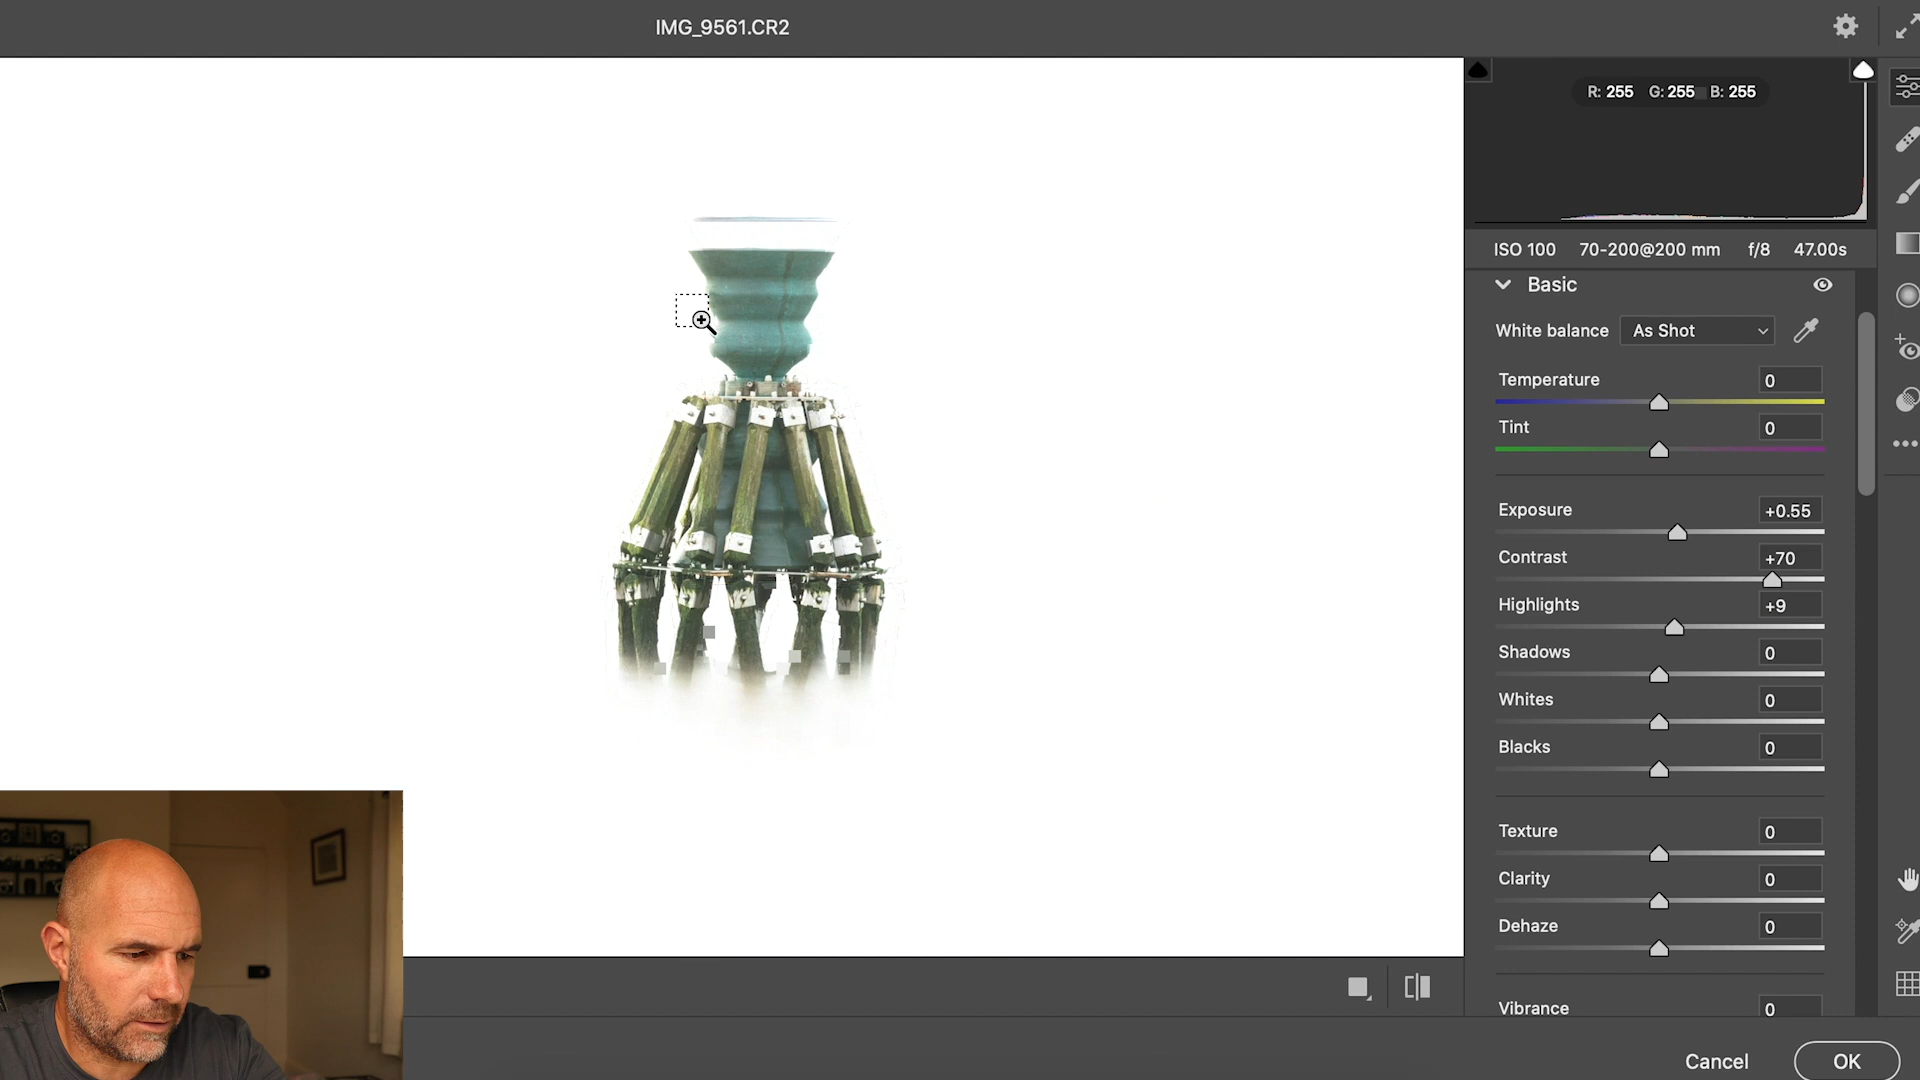 IMG_9561.CR2
R: 255 G: 255 B: 255
ISO 100 70-200@200 mm f/8 47.00s
Basic
White balance As Shot
Temperature 0
Tint 0
Exposure +0.55
Contrast +70
Highlights +9
Shadows 0
Whites 0
Blacks 0
Texture 0
Clarity 0
Dehaze 0
Vibrance 0
Cancel OK